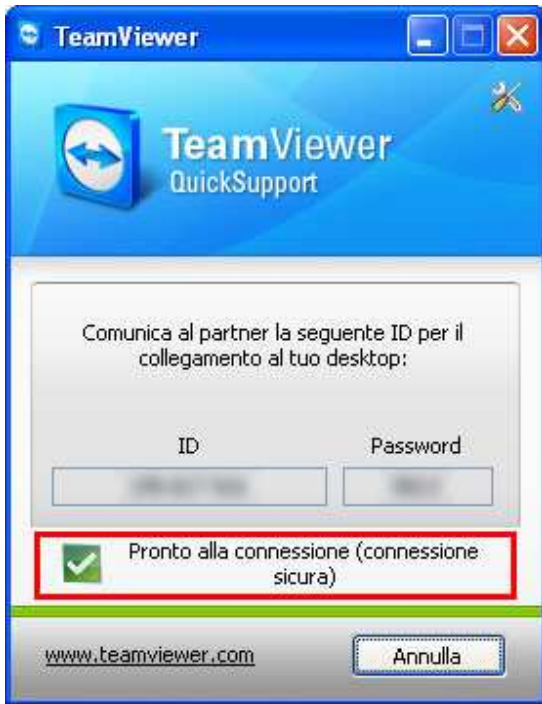 TeamViewer
TeamViewer
QuickSupport
Comunica al partner la seguente ID per il
collegamento al tuo desktop:
ID
Password
Pronto alla connessione (connessione
sicura)
www.teamviewer.com
Annulla